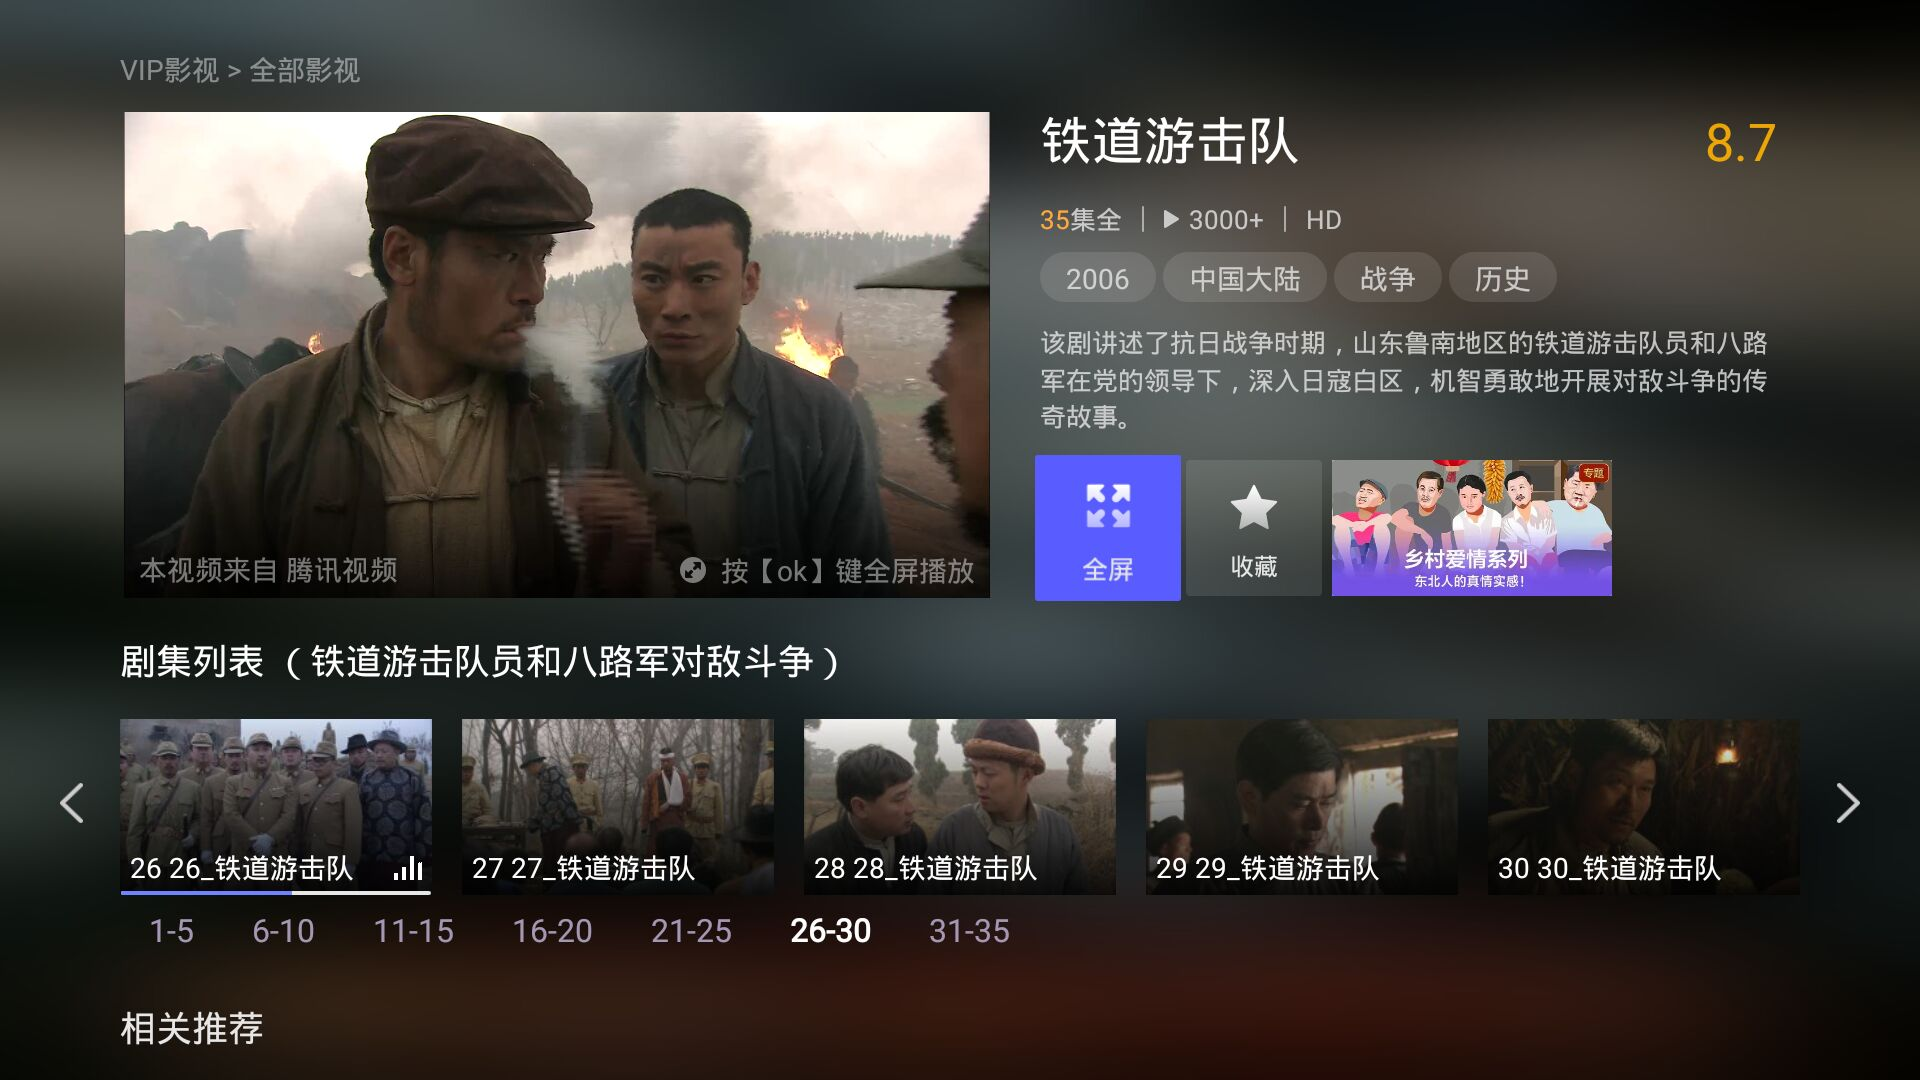 VIP影视 > 全部影视
本视频来自 腾讯视频
按【ok】键全屏播放
铁道游击队
8.7
35集全 | 3000+ | HD
2006 中国大陆 战争 历史
该剧讲述了抗日战争时期，山东鲁南地区的铁道游击队员和八路
军在党的领导下，深入日寇白区，机智勇敢地开展对敌斗争的传
奇故事。
全屏
收藏
专题
乡村爱情系列
东北人的真情实感！
剧集列表（铁道游击队员和八路军对敌斗争）
26 26_铁道游击队
27 27_铁道游击队
28 28_铁道游击队
29 29_铁道游击队
30 30_铁道游击队
1-5 6-10 11-15 16-20 21-25 26-30 31-35
相关推荐